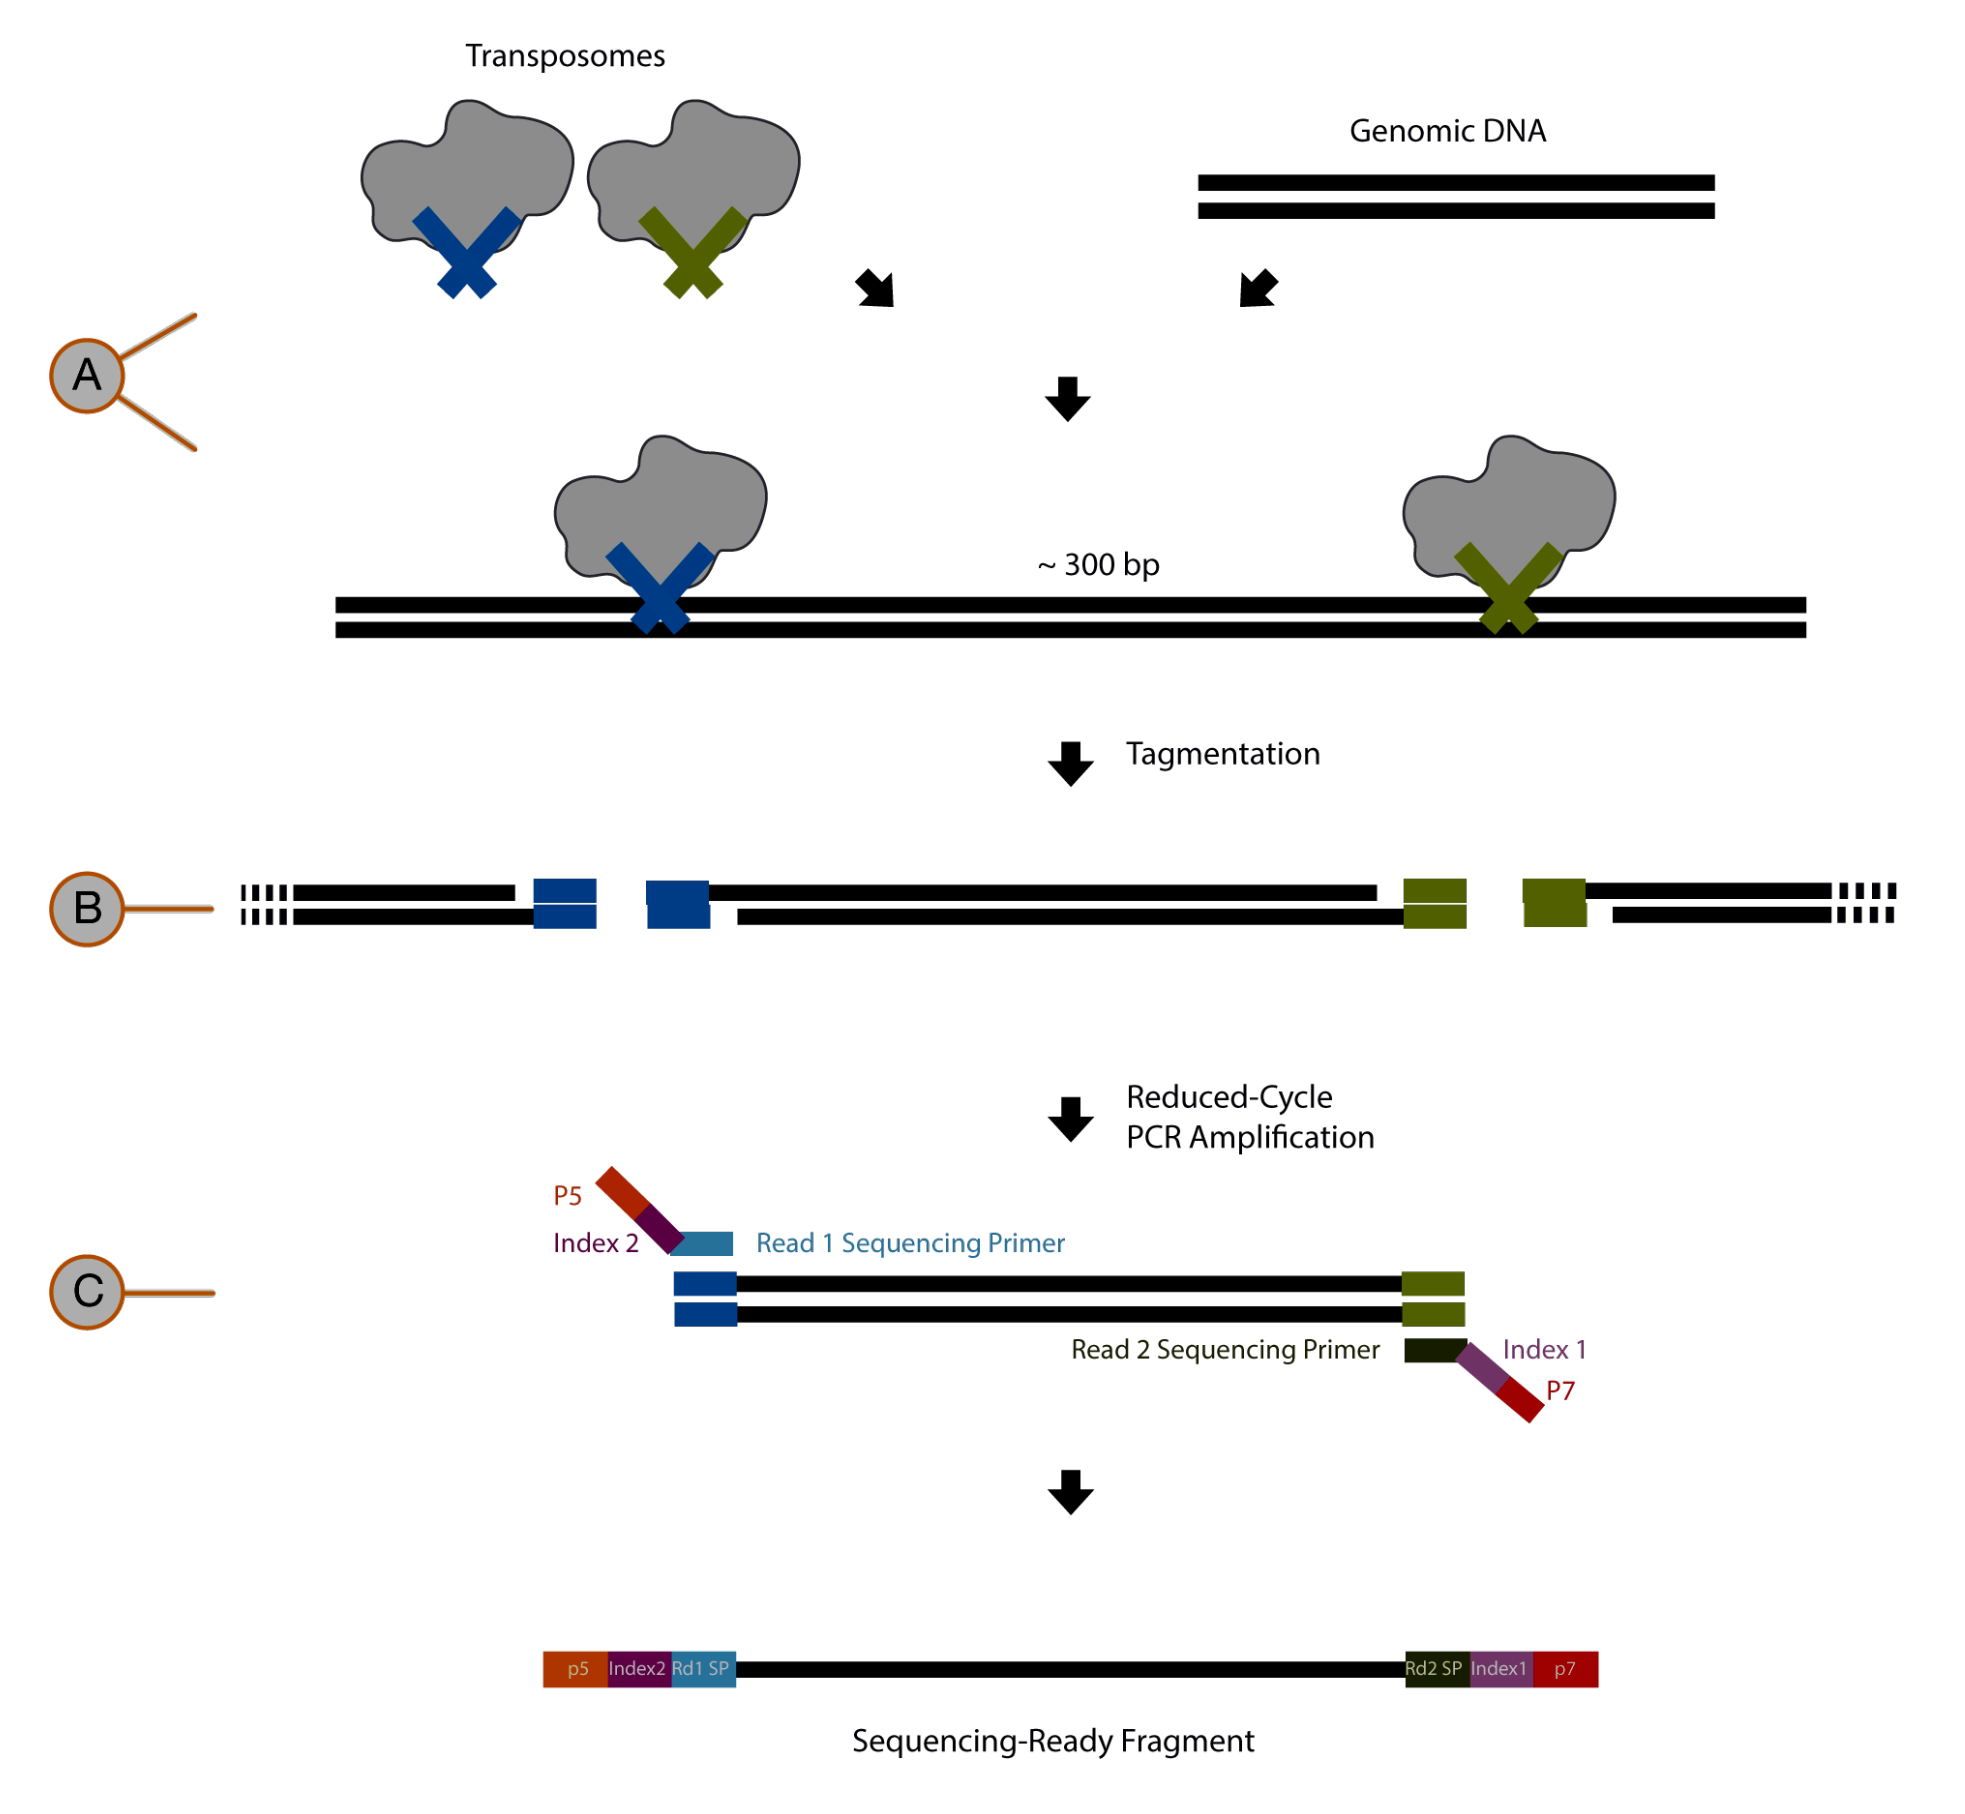 Transposomes
Genomic DNA
A
~ 300 bp
Tagmentation
B
Reduced-Cycle
PCR Amplification
P5
Index 2
Read 1 Sequencing Primer
C
Read 2 Sequencing Primer
Index 1
P7
p5 Index2 Rd1 SP
Rd2 SP Index1 p7
Sequencing-Ready Fragment